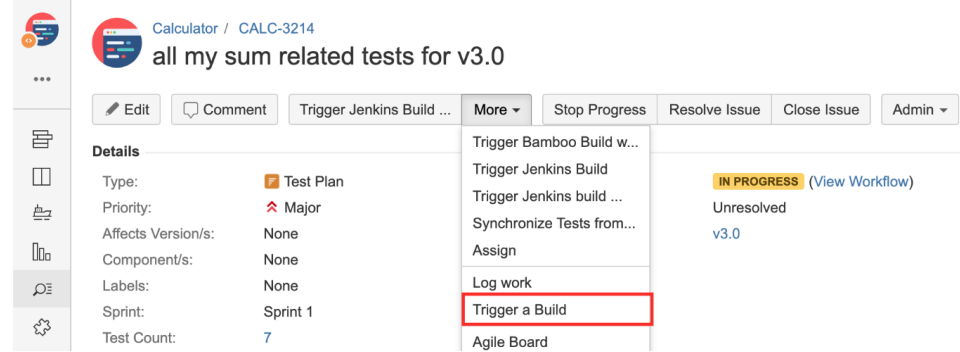 Calculator / CALC-3214
all my sum related tests for v3.0
Edit Comment Trigger Jenkins Build ... More Stop Progress Resolve Issue Close Issue Admin
Details
Trigger Bamboo Build w...
Trigger Jenkins Build
Trigger Jenkins build ...
Synchronize Tests from...
Assign
Log work
Trigger a Build
Agile Board
Type: Test Plan
Priority: Major
Affects Version/s: None
Component/s: None
Labels: None
Sprint: Sprint 1
Test Count: 7
IN PROGRESS (View Workflow)
Unresolved
v3.0